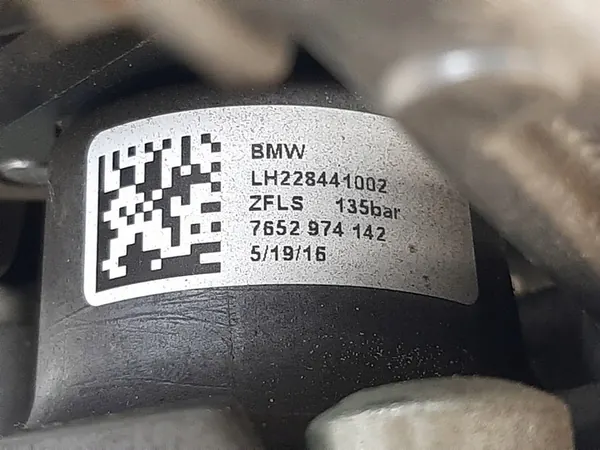 BMW
LH228441002
ZFLS 135bar
7652 974 142
5/19/16